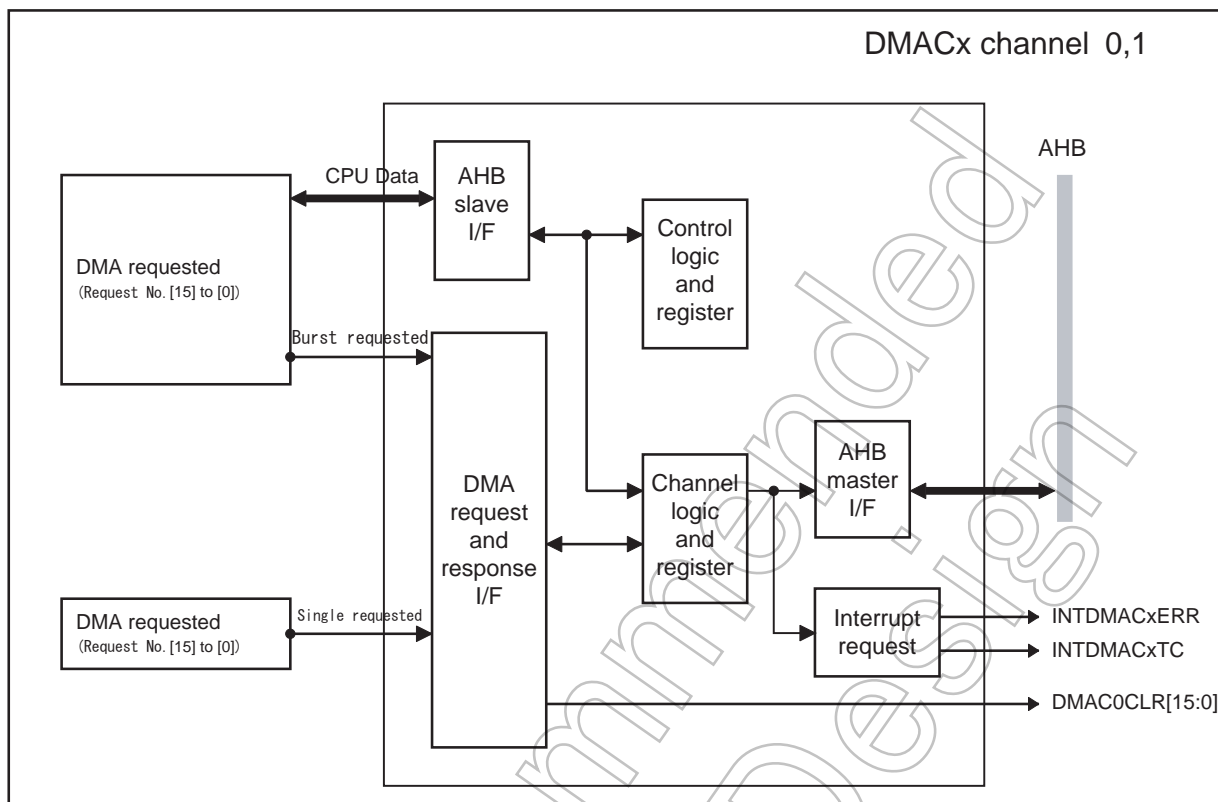 DMACx channel 0,1
AHB
CPU Data
AHB
slave
I/F
Control
logic
and
register
DMA requested
(Request No. [15] to [0])
Burst requested
DMA
request
and
response
I/F
Channel
logic
and
register
AHB
master
I/F
DMA requested
(Request No. [15] to [0])
Single requested
Interrupt
request
INTDMACxERR
INTDMACxTC
DMAC0CLR[15:0]
mmended
Design